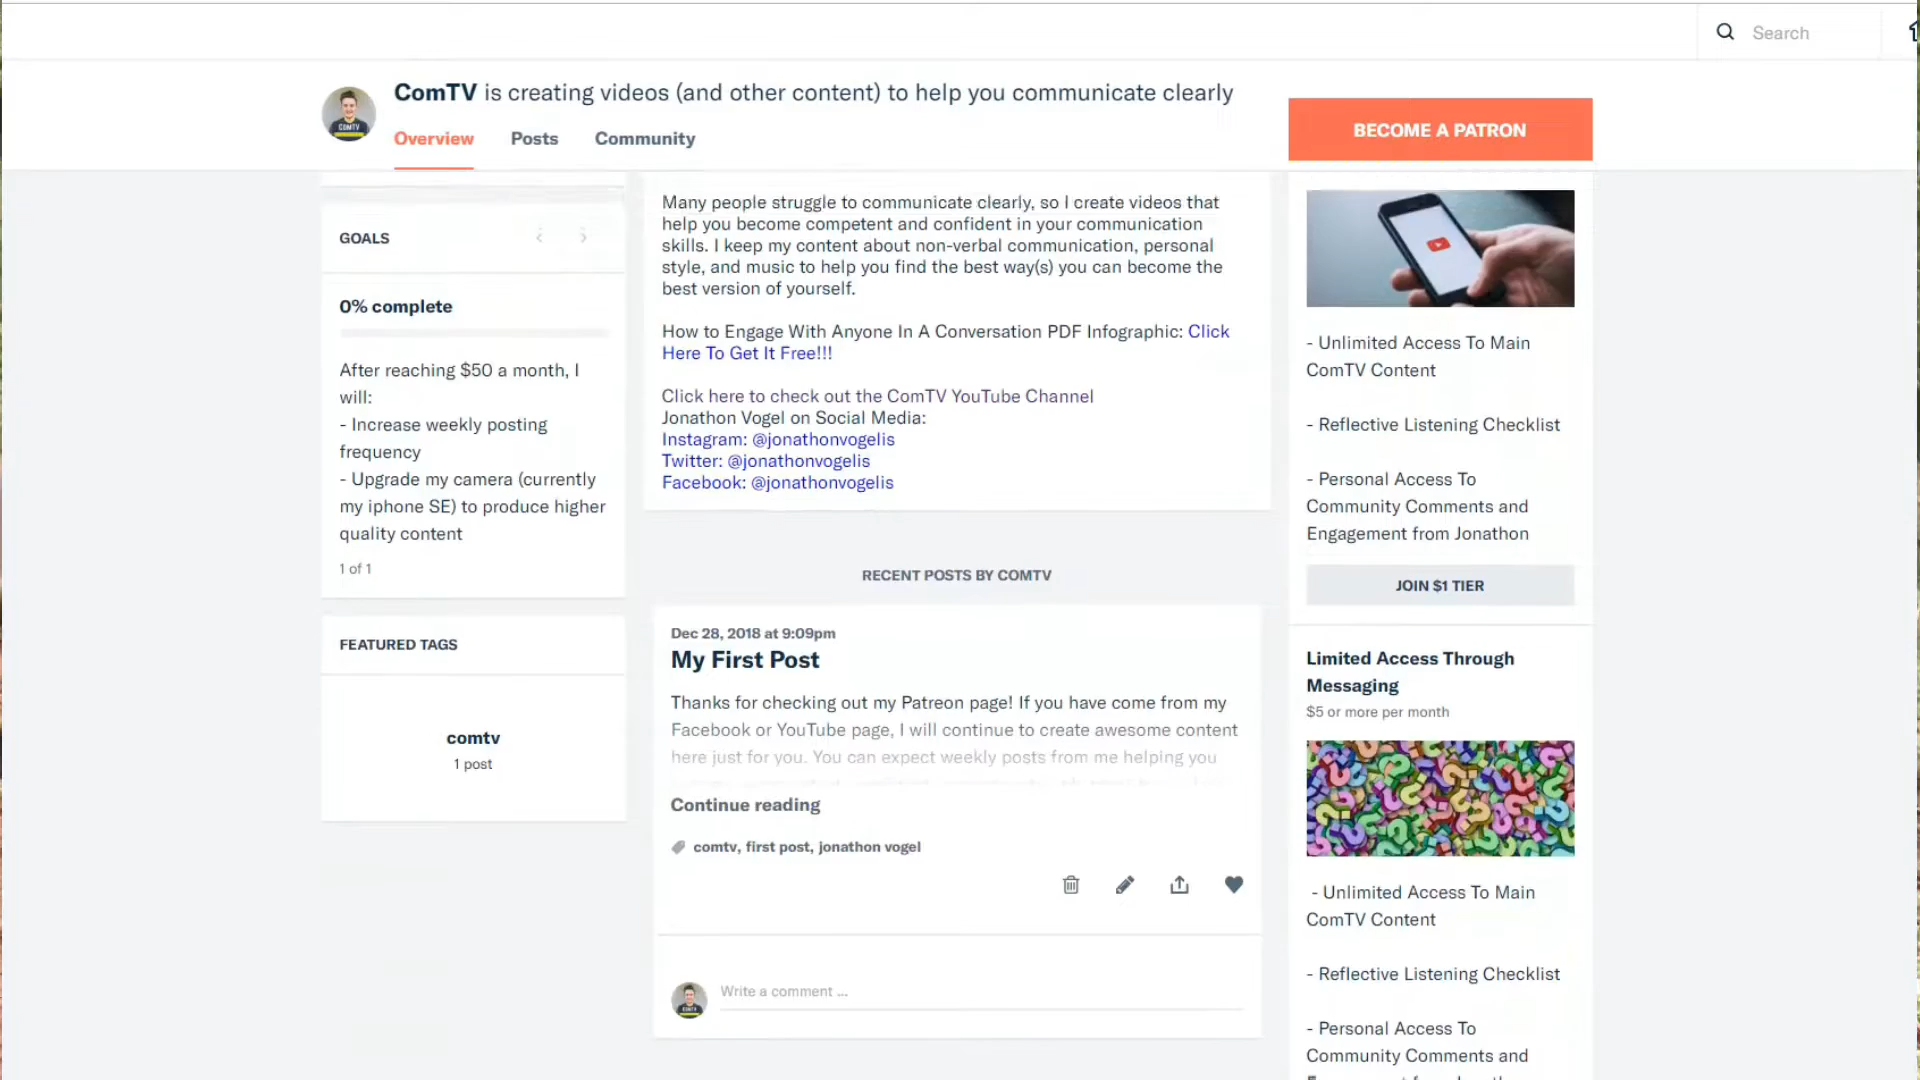 Search
ComTV is creating videos (and other content) to help you communicate clearly
Overview
Posts
Community
BECOME A PATRON
GOALS
0% complete
After reaching $50 a month, I
will:
- Increase weekly posting
frequency
- Upgrade my camera (currently
my iphone SE) to produce higher
quality content
1 of 1
FEATURED TAGS
comtv
1 post
Many people struggle to communicate clearly, so I create videos that
help you become competent and confident in your communication
skills. I keep my content about non-verbal communication, personal
style, and music to help you find the best way(s) you can become the
best version of yourself.
How to Engage With Anyone In A Conversation PDF Infographic: Click
Here To Get It Free!!!
Click here to check out the ComTV YouTube Channel
Jonathon Vogel on Social Media:
Instagram: @jonathonvogelis
Twitter: @jonathonvogelis
Facebook: @jonathonvogelis
RECENT POSTS BY COMTV
Dec 28, 2018 at 9:09pm
My First Post
Thanks for checking out my Patreon page! If you have come from my
Facebook or YouTube page, I will continue to create awesome content
here just for you. You can expect weekly posts from me helping you
Continue reading
comtv, first post, jonathon vogel
Write a comment ...
- Unlimited Access To Main
ComTV Content
- Reflective Listening Checklist
- Personal Access To
Community Comments and
Engagement from Jonathon
JOIN $1 TIER
Limited Access Through
Messaging
$5 or more per month
- Unlimited Access To Main
ComTV Content
- Reflective Listening Checklist
- Personal Access To
Community Comments and